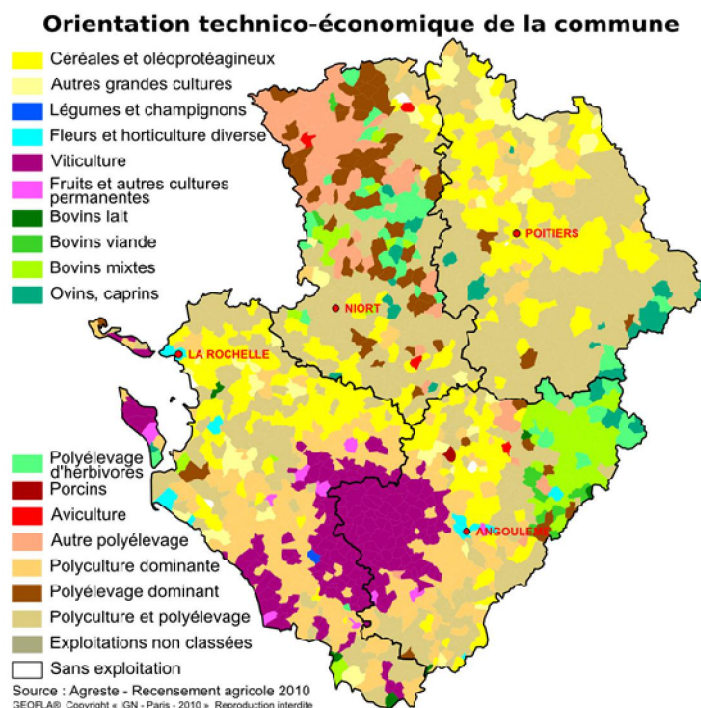 Orientation technico-économique de la commune
Céréales et oléoprotéagineux
Autres grandes cultures
Légumes et champignons
Fleurs et horticulture diverse
Viticulture
Fruits et autres cultures
permanentes
Bovins lait
Bovins viande
Bovins mixtes
Ovins, caprins
POITIERS
NIORT
LA ROCHELLE
Polyélevage
d'herbivores
Porcins
Aviculture
Autre polyélevage
Polyculture dominante
Polyélevage dominant
Polyculture et polyélevage
Exploitations non classées
Sans exploitation
ANGOULEME
Source : Agreste - Recensement agricole 2010
GEOFLA® Copyright « IGN - Paris - 2010 » Reproduction interdite